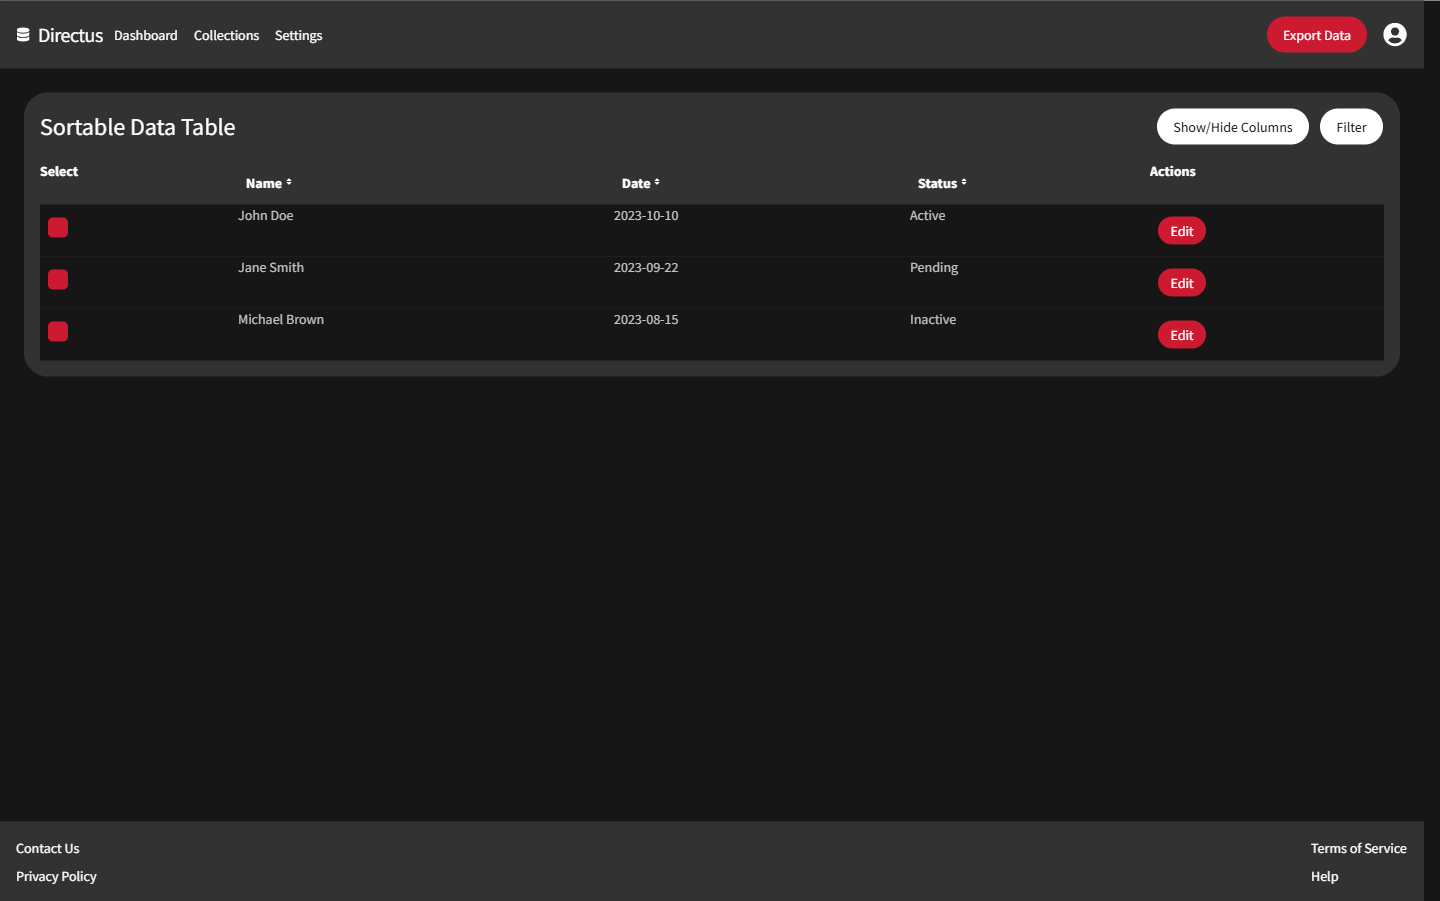 Directus Dashboard Collections Settings Export Data
Sortable Data Table Show/Hide Columns Filter
Select Name Date Status Actions
John Doe 2023-10-10 Active Edit
Jane Smith 2023-09-22 Pending Edit
Michael Brown 2023-08-15 Inactive Edit
Contact Us Terms of Service
Privacy Policy Help